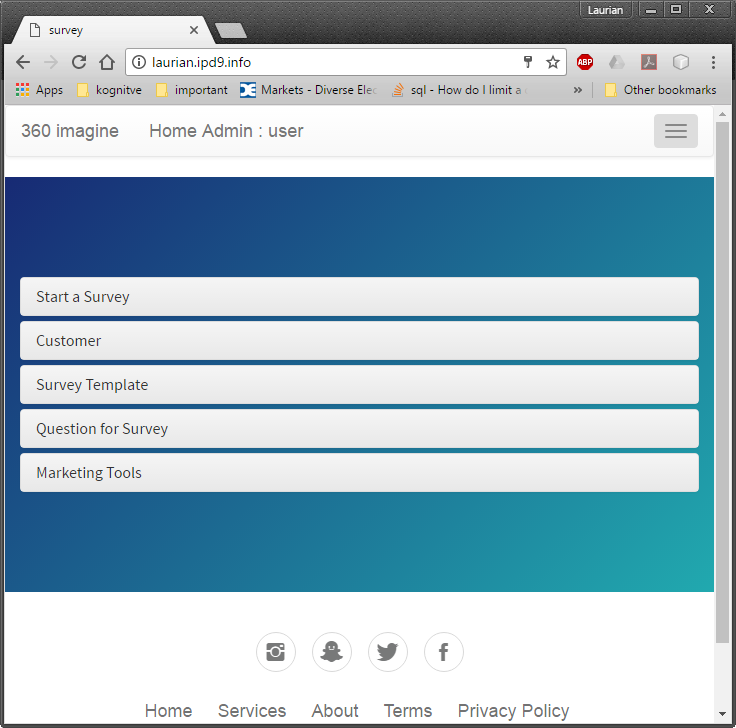 Laurian
survey
laurian.ipd9.info
ABP
Apps kognitve important Markets - Diverse Elec sql - How do I limit a » Other bookmarks
360 imagine Home Admin : user
Start a Survey
Customer
Survey Template
Question for Survey
Marketing Tools
Home Services About Terms Privacy Policy